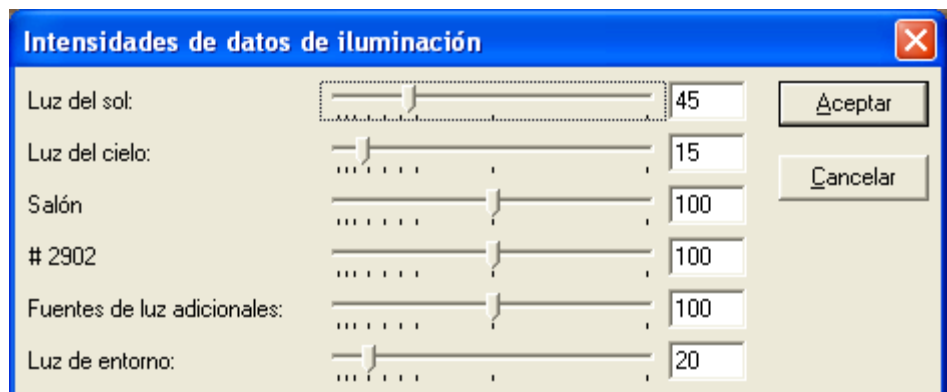 Intensidades de datos de iluminación
Luz del sol: 45 Aceptar
Luz del cielo: 15
Cancelar
Salón 100
# 2902 100
Fuentes de luz adicionales: 100
Luz de entorno: 20